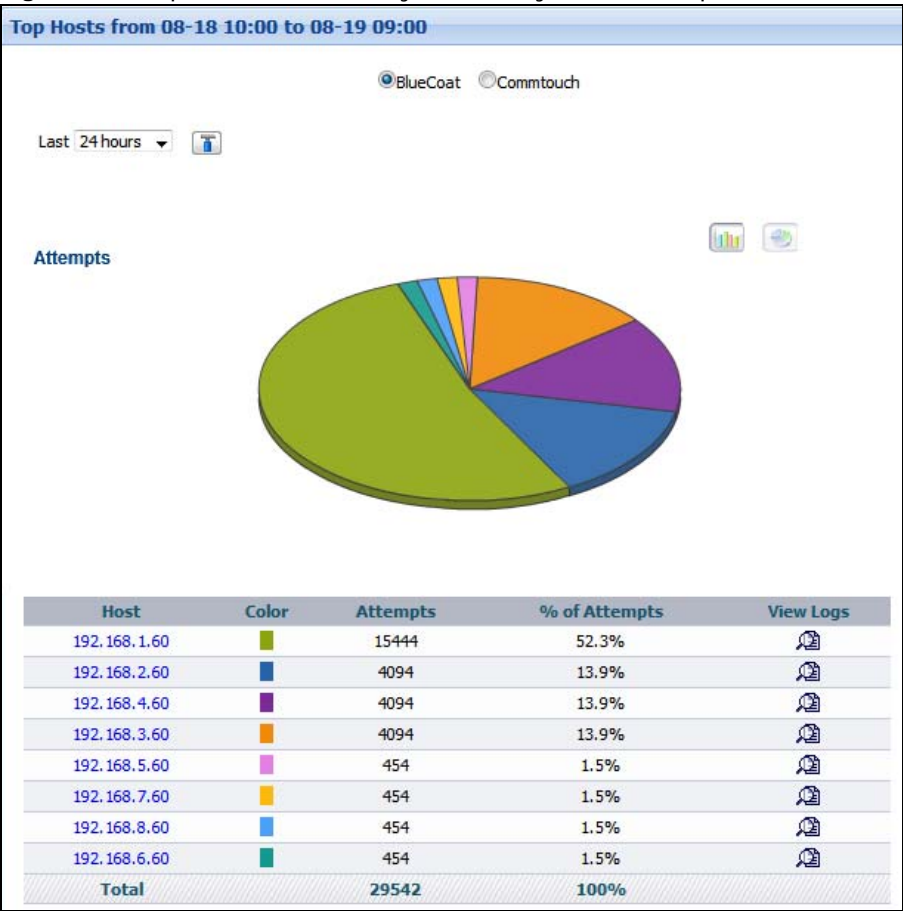 Top Hosts from 08-18 10:00 to 08-19 09:00
BlueCoat Commtouch
Last 24 hours
Attempts
Host Color Attempts % of Attempts View Logs
192.168.1.60 15444 52.3%
192.168.2.60 4094 13.9%
192.168.4.60 4094 13.9%
192.168.3.60 4094 13.9%
192.168.5.60 454 1.5%
192.168.7.60 454 1.5%
192.168.8.60 454 1.5%
192.168.6.60 454 1.5%
Total 29542 100%